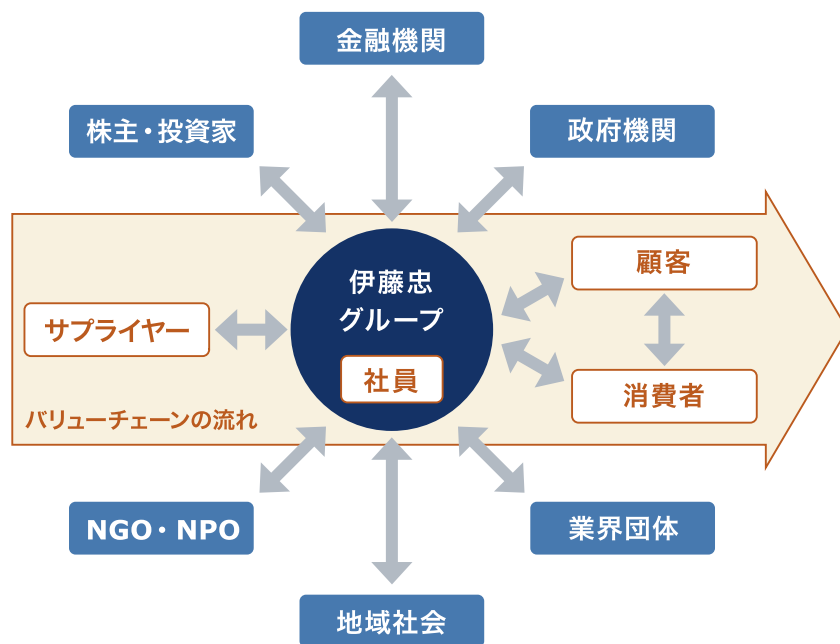 金融機関
株主・投資家
政府機関
伊藤忠
グループ
社員
顧客
サプライヤー
消費者
バリューチェーンの流れ
NGO・NPO
業界団体
地域社会